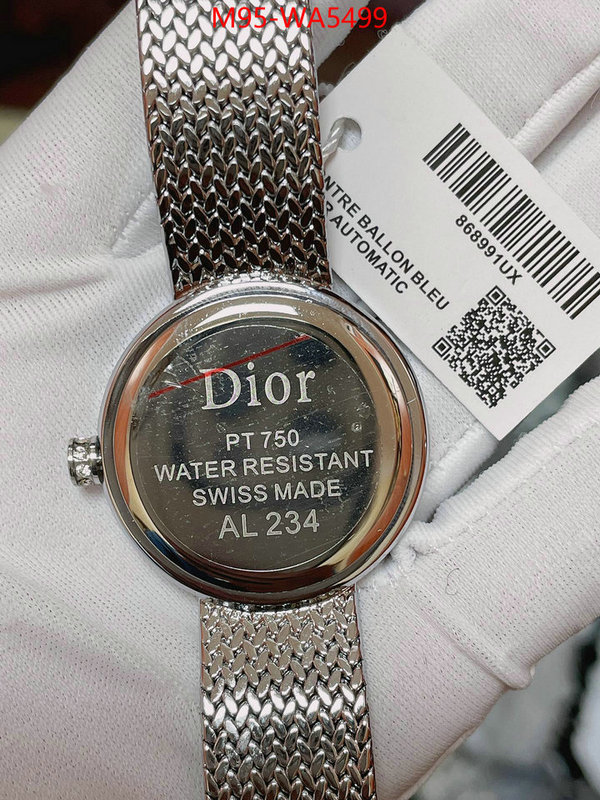 M95-WA5499
NTRE BALLON BLEU
R AUTOMATIC
868991UX
Dior
PT 750
WATER RESISTANT
SWISS MADE
AL 234